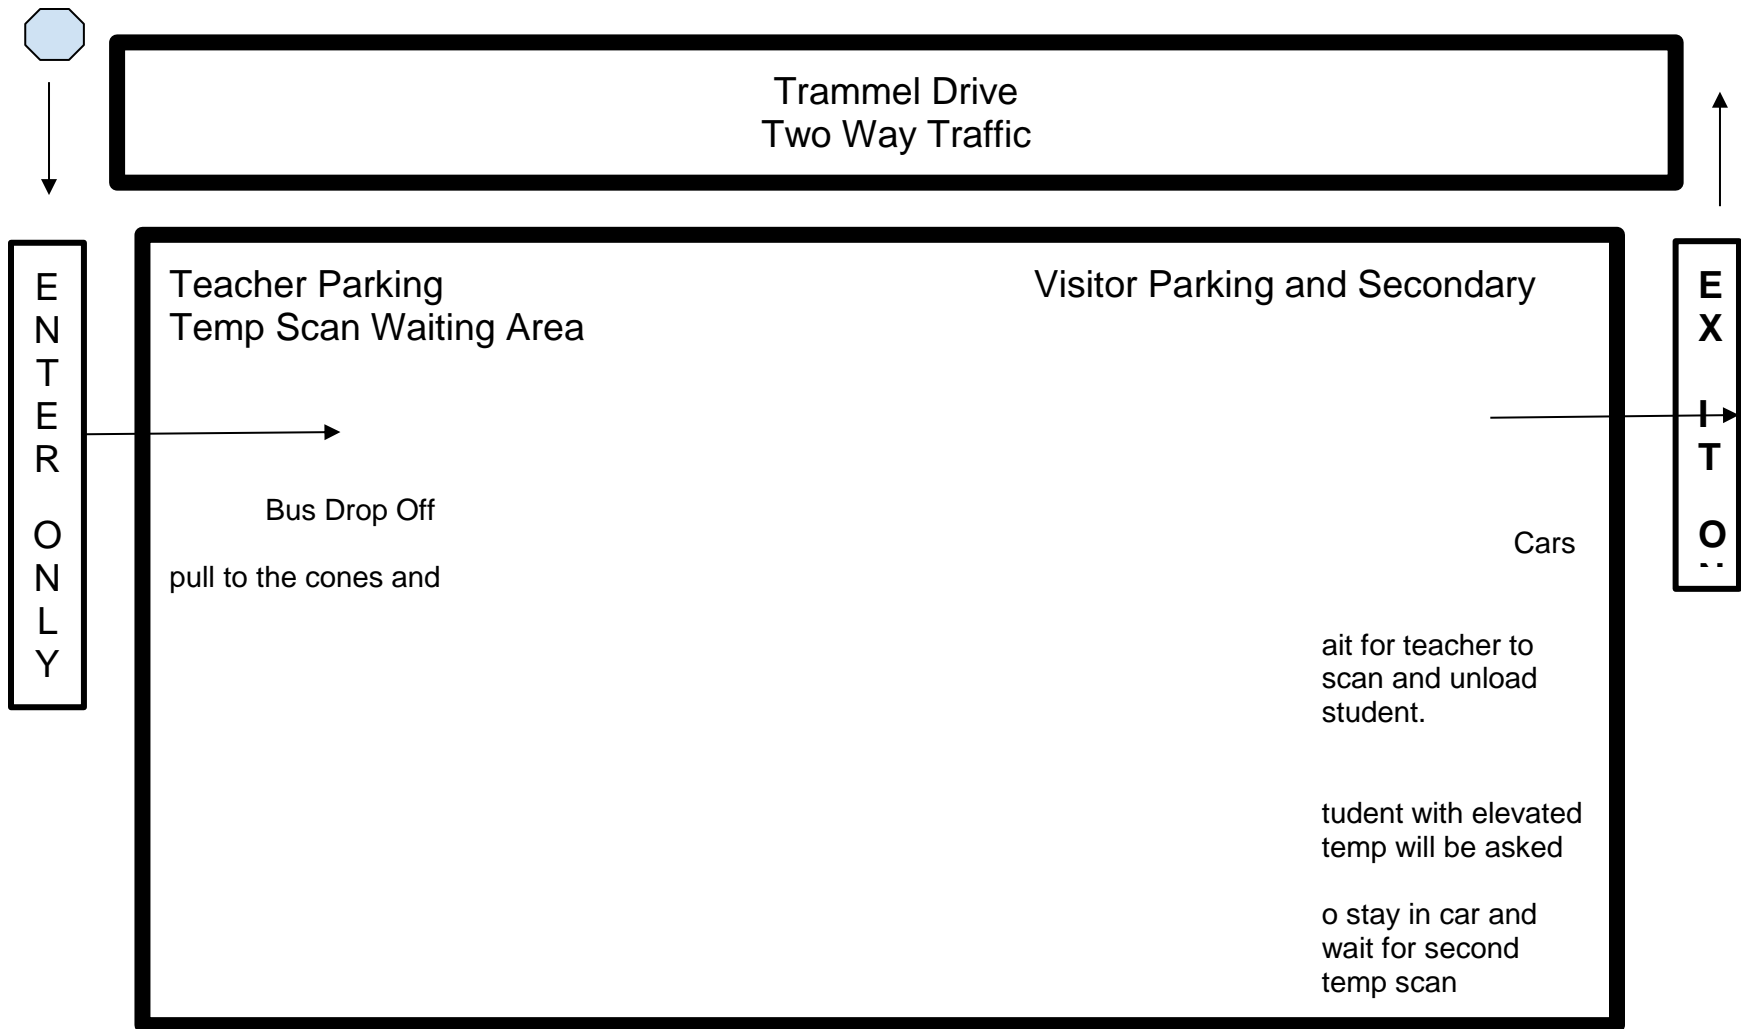 Trammel Drive
Two Way Traffic
E
N
T
E
R
O
N
L
Y
Teacher Parking
Temp Scan Waiting Area
Visitor Parking and Secondary
E
X
I
T
O
Bus Drop Off
pull to the cones and
Cars
ait for teacher to
scan and unload
student.
tudent with elevated
temp will be asked
o stay in car and
wait for second
temp scan